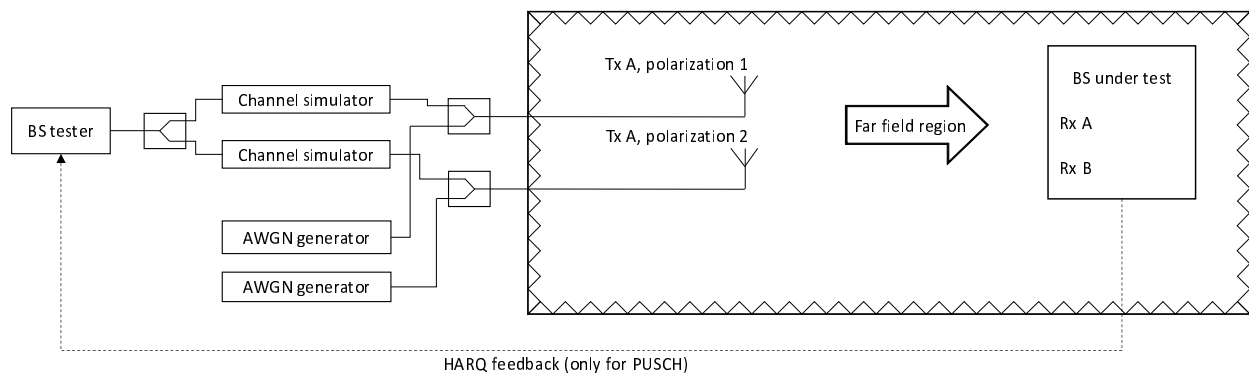 Tx A, polarization 1
BS under test
Channel simulator
BS tester
Rx A
Far field region
Tx A, polarization 2
Channel simulator
Rx B
AWGN generator
AWGN generator
HARQ feedback (only for PUSCH)